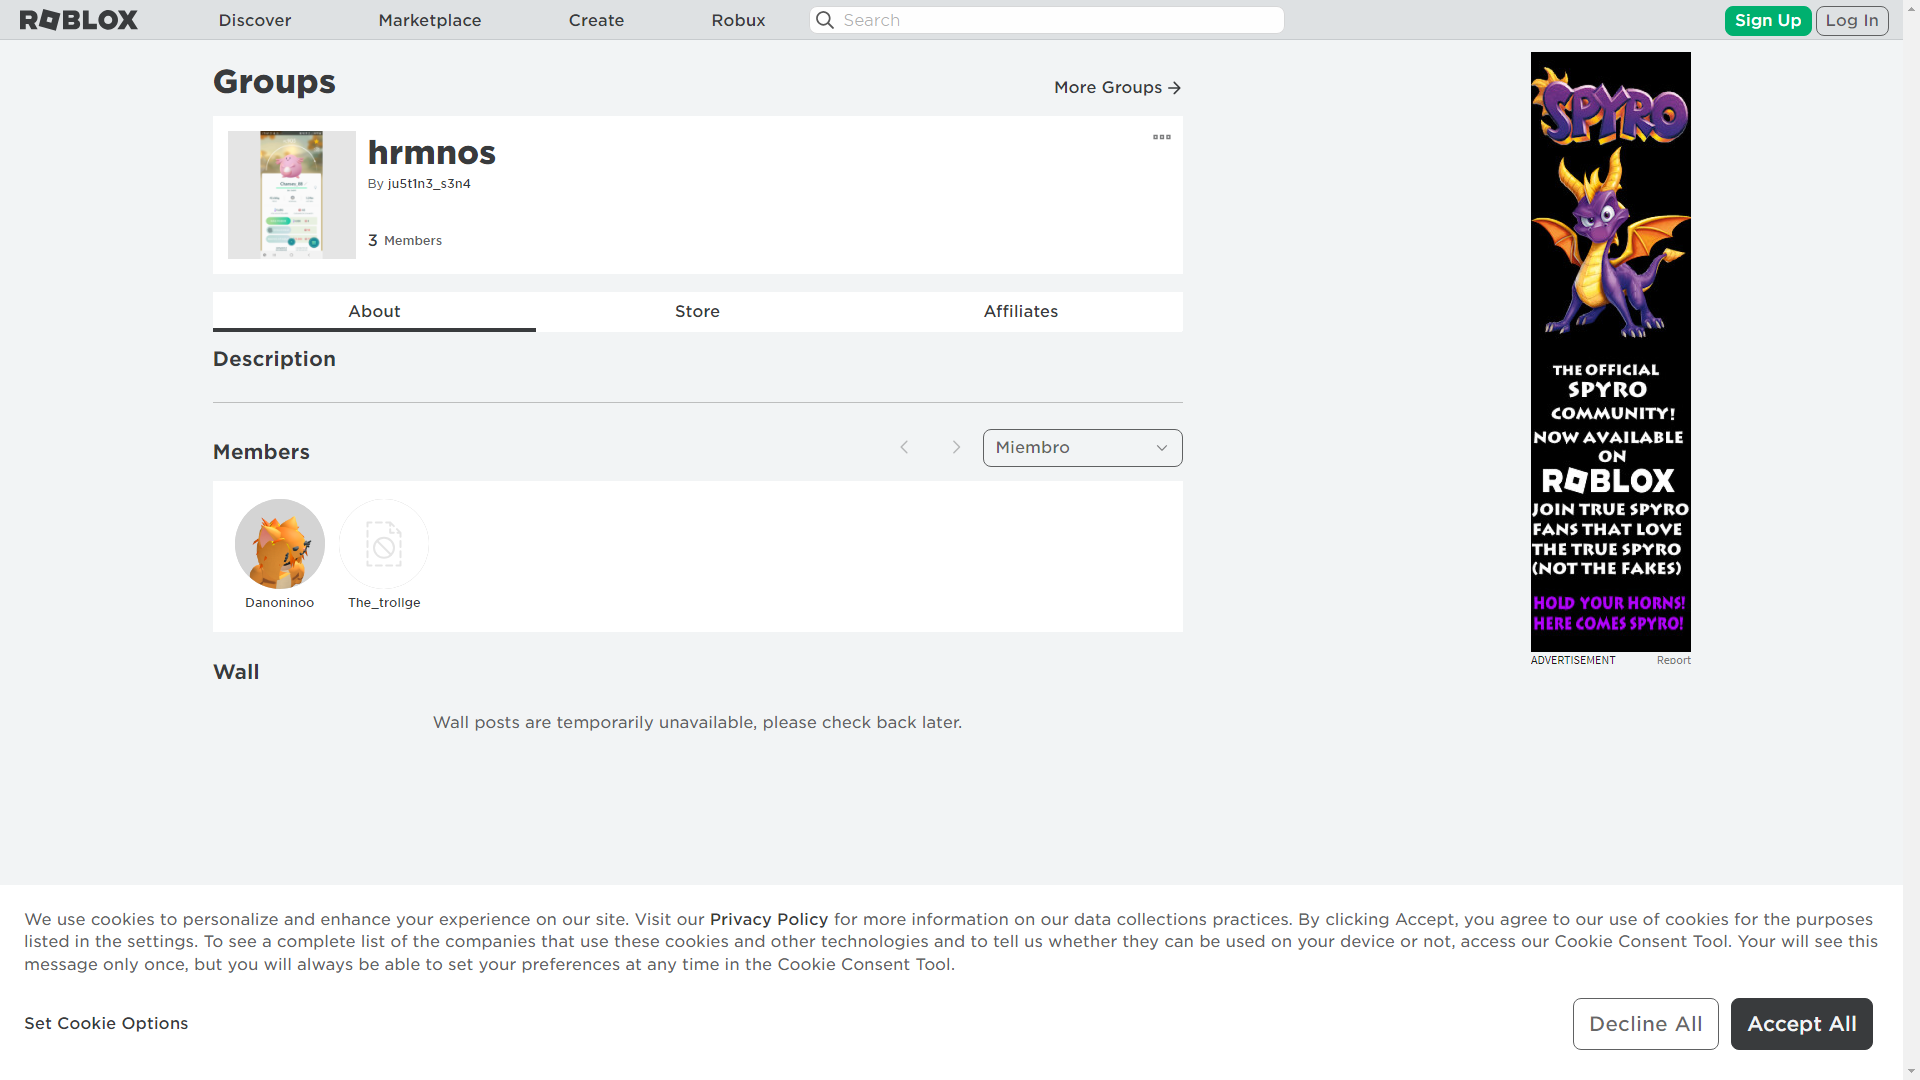 ROBLOX
Discover
Marketplace
Create
Robux
Search
Sign Up
Log In
Groups
More Groups
hrmnos
By ju5t1n3_s3n4
3 Members
About
Store
Affiliates
Description
Members
Miembro
Danoninoo
The_trollge
Wall
Wall posts are temporarily unavailable, please check back later.
SPYRO
THE OFFICIAL
SPYRO
COMMUNITY!
NOW AVAILABLE
ON
ROBLOX
JOIN TRUE SPYRO
FANS THAT LOVE
THE TRUE SPYRO
(NOT THE FAKES)
HOLD YOUR HORNS!
HERE COMES SPYRO!
ADVERTISEMENT
Report
We use cookies to personalize and enhance your experience on our site. Visit our Privacy Policy for more information on our data collections practices. By clicking Accept, you agree to our use of cookies for the purposes
listed in the settings. To see a complete list of the companies that use these cookies and other technologies and to tell us whether they can be used on your device or not, access our Cookie Consent Tool. Your will see this
message only once, but you will always be able to set your preferences at any time in the Cookie Consent Tool.
Set Cookie Options
Decline All
Accept All